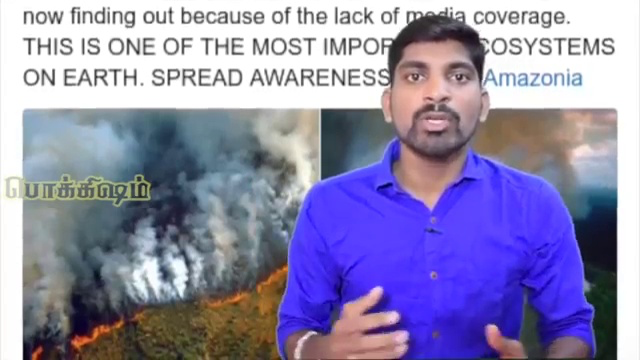 now finding out because of the lack of media coverage.
THIS IS ONE OF THE MOST COSYSTEMS
ON EARTH. SPREAD AWARENESS Amazonia
பொக்கிஷம்